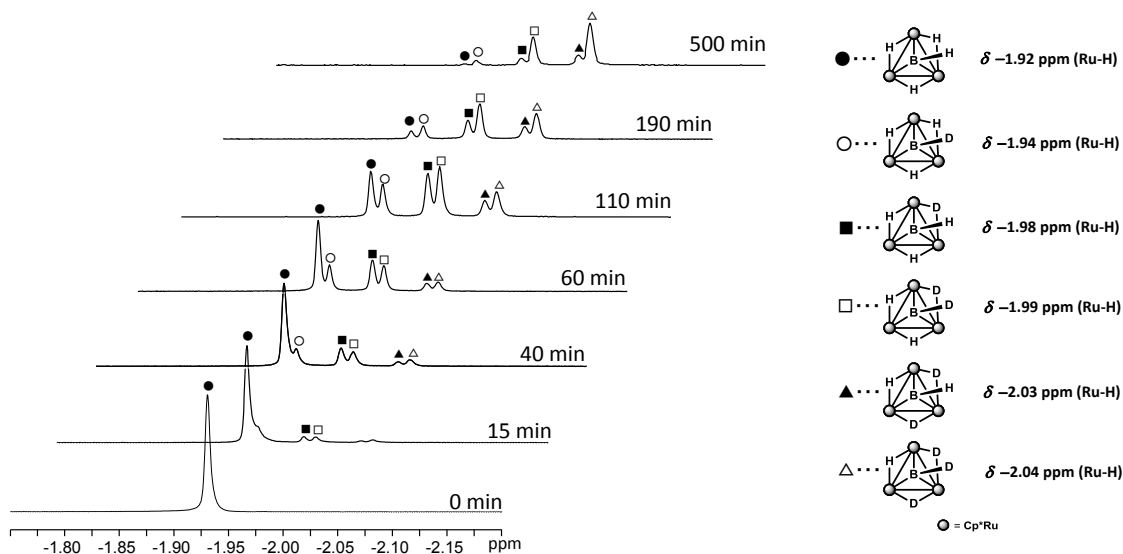 500 min
190 min
110 min
60 min
40 min
15 min
0 min
-1.80 -1.85 -1.90 -1.95 -2.00 -2.05 -2.10 -2.15 ppm
H H H B H
δ −1.92 ppm (Ru-H)
H H D B H
δ −1.94 ppm (Ru-H)
D H H B H
δ −1.98 ppm (Ru-H)
D H D B H
δ −1.99 ppm (Ru-H)
D H H B D
δ −2.03 ppm (Ru-H)
D H D B D
δ −2.04 ppm (Ru-H)
= Cp*Ru